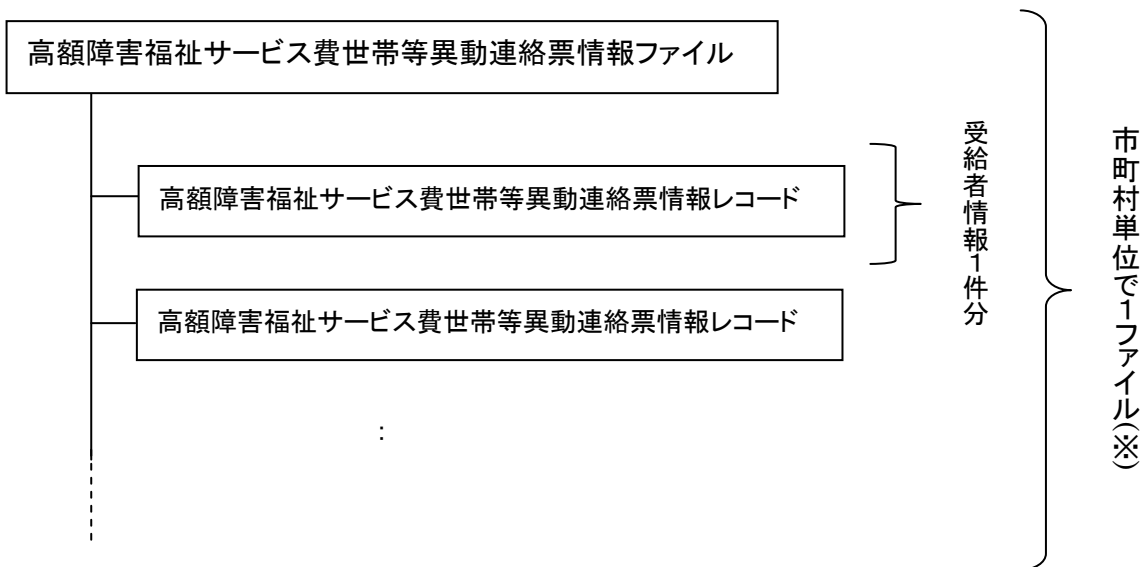 高額障害福祉サービス費世帯等異動連絡票情報ファイル
高額障害福祉サービス費世帯等異動連絡票情報レコード
高額障害福祉サービス費世帯等異動連絡票情報レコード
:
受給者情報1件分
市町村単位で1ファイル(※)